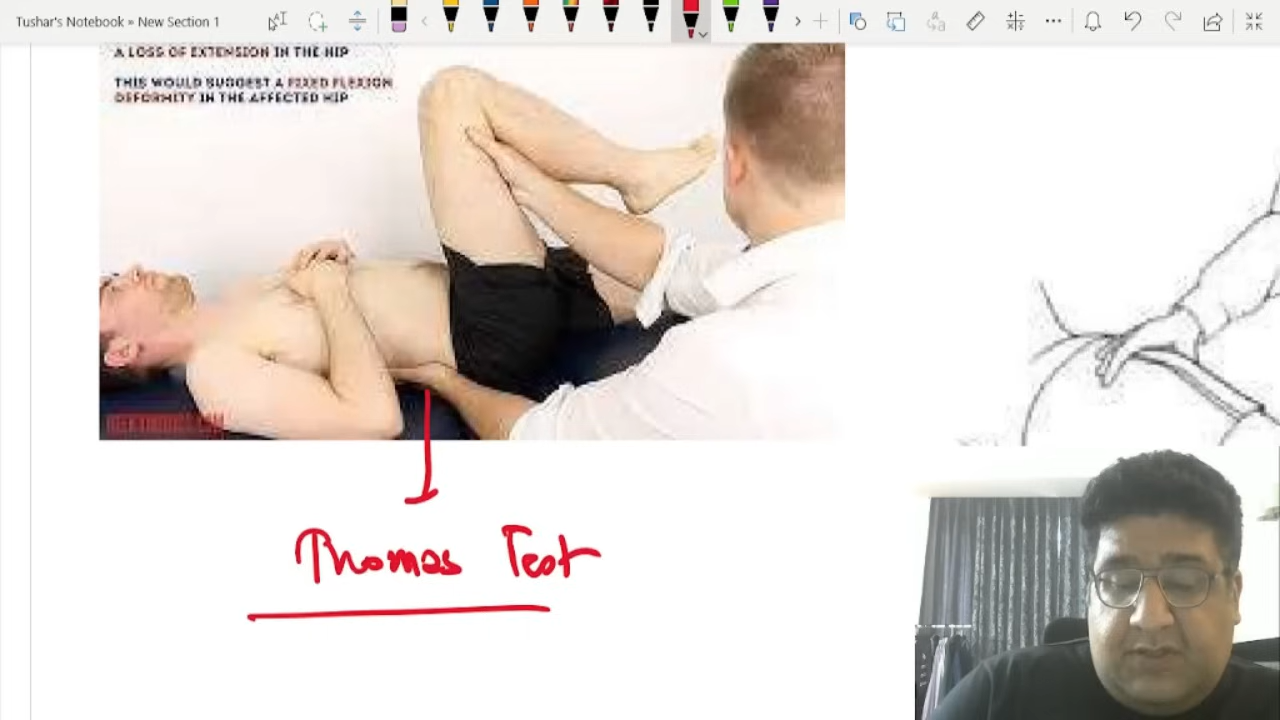 Tushar's Notebook » New Section 1
A LOSS OF EXTENSION IN THE HIP
THIS WOULD SUGGEST A FIXED FLEXION
DEFORMITY IN THE AFFECTED HIP
Thomas Test